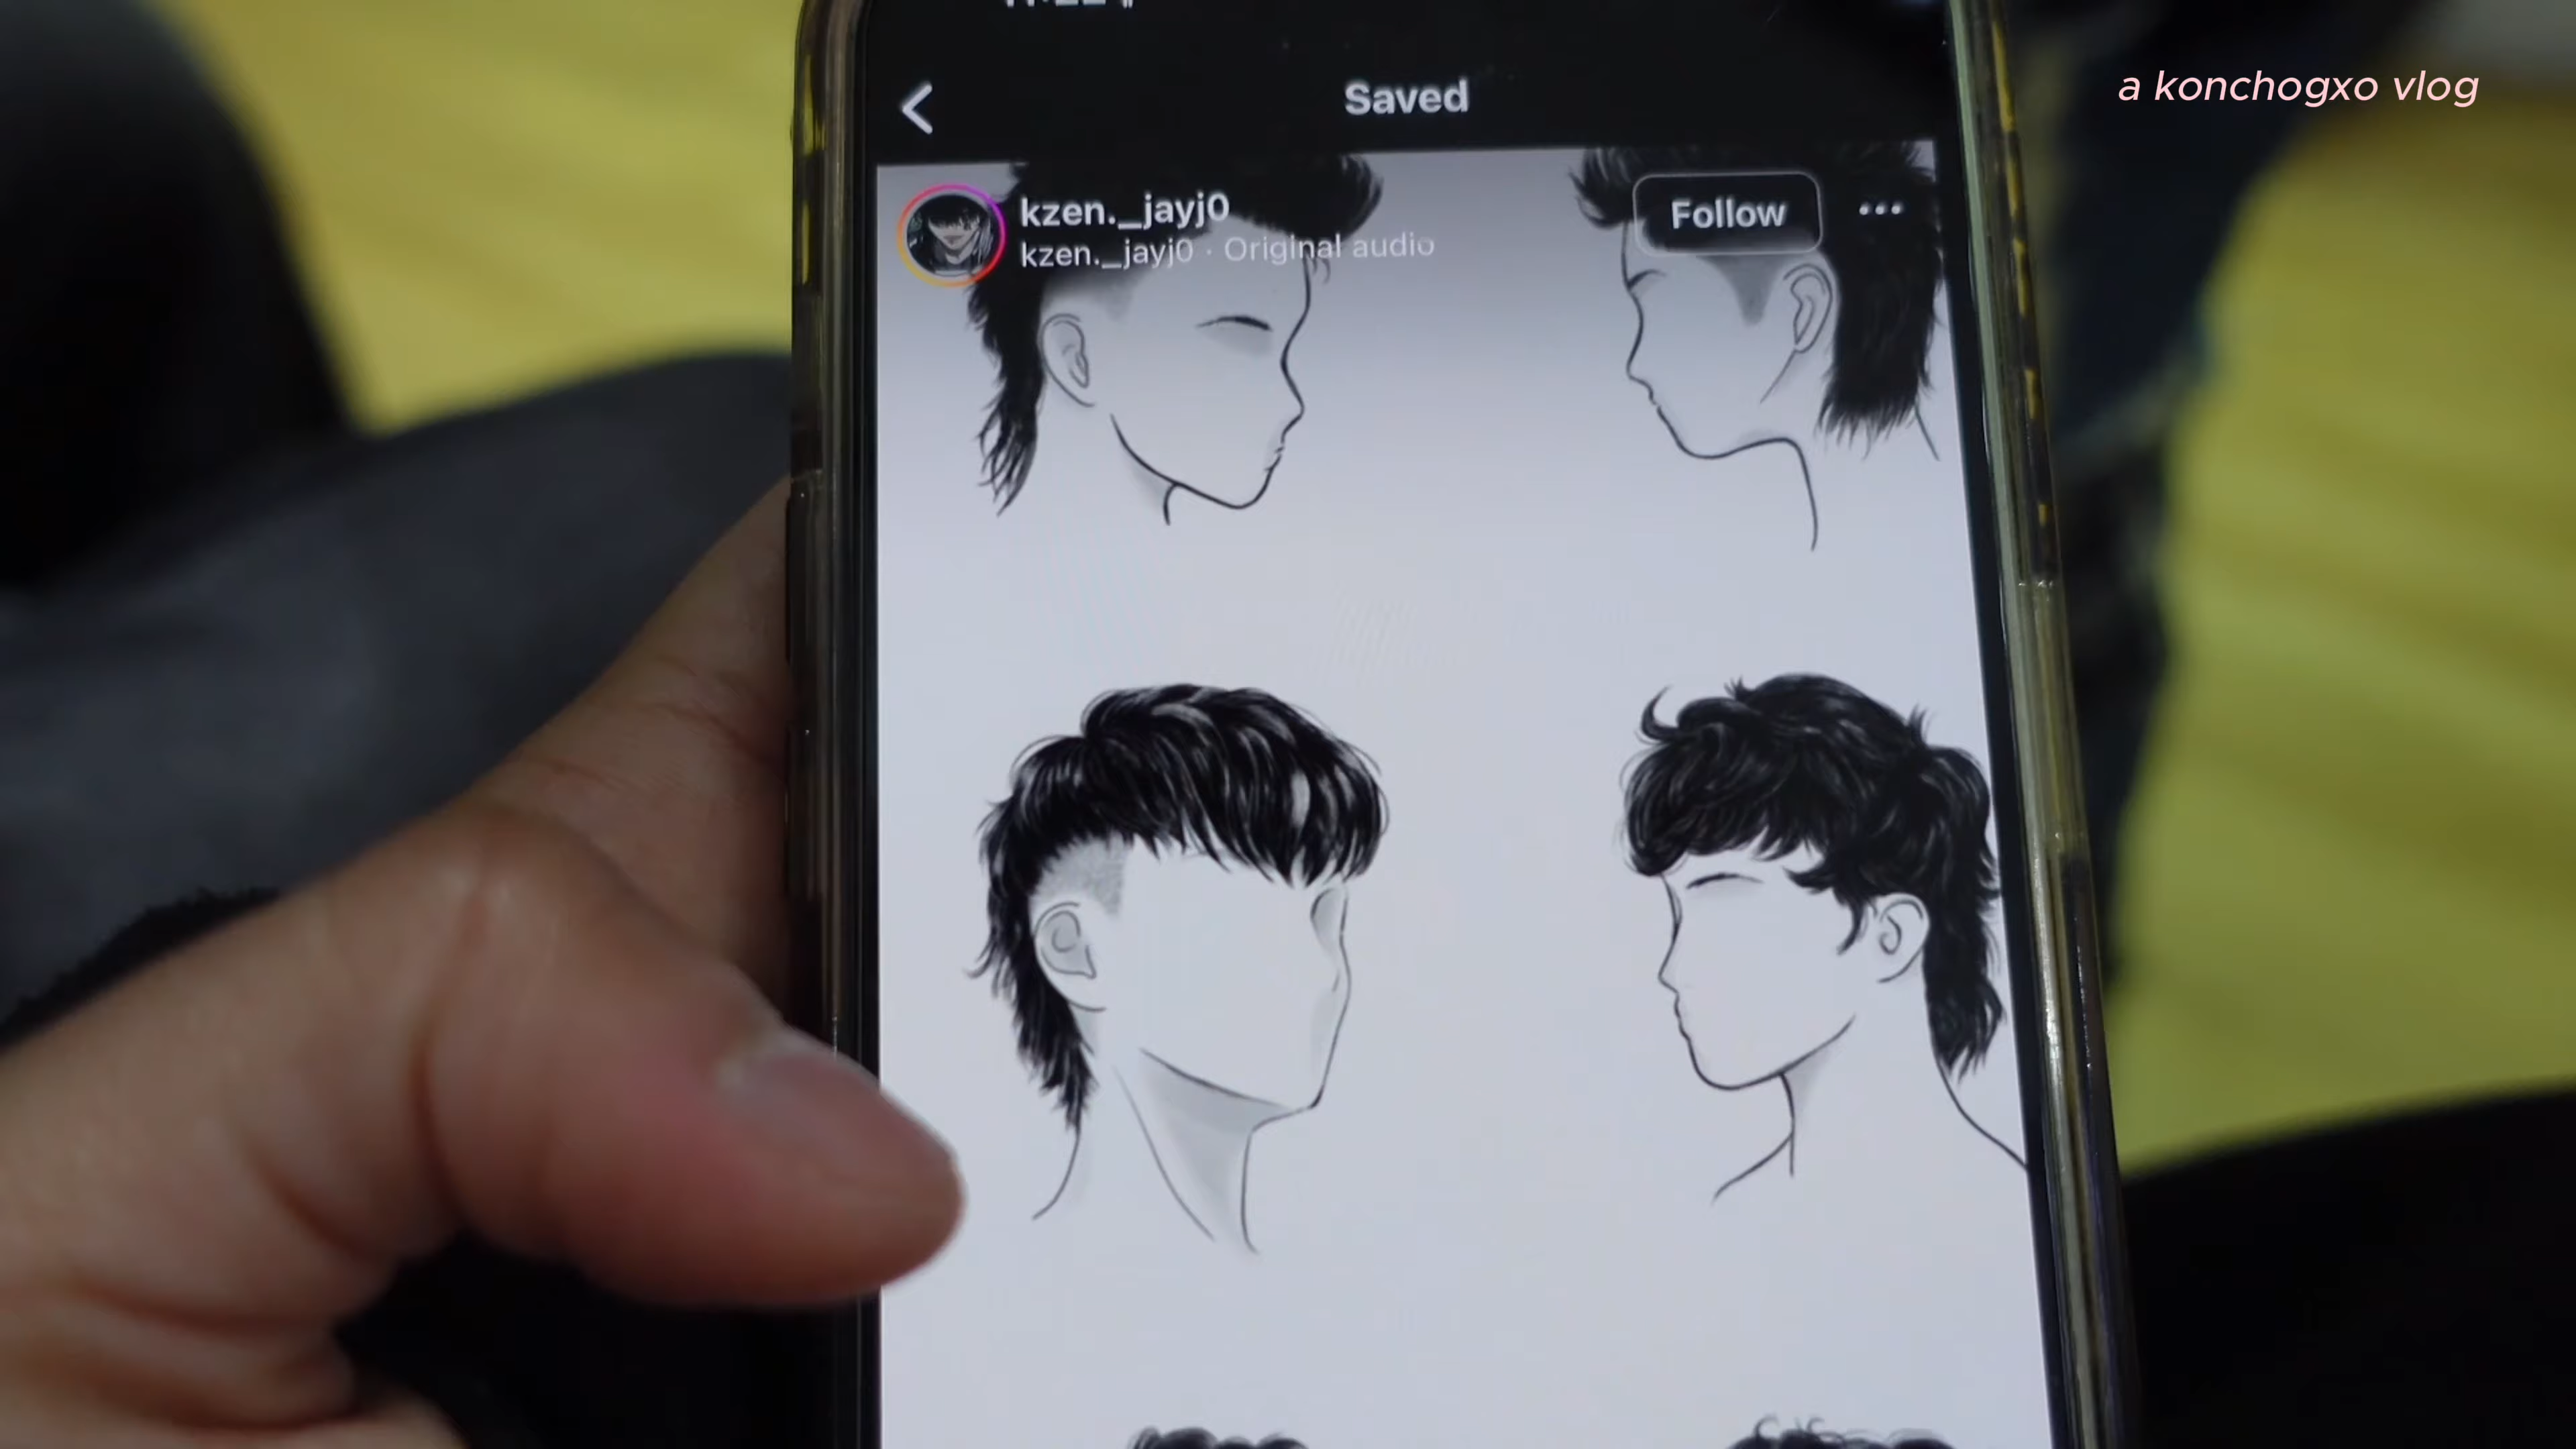 Saved
a konchogxo vlog
kzen._jayj0
Follow
kzen._jayj0 · Original audio